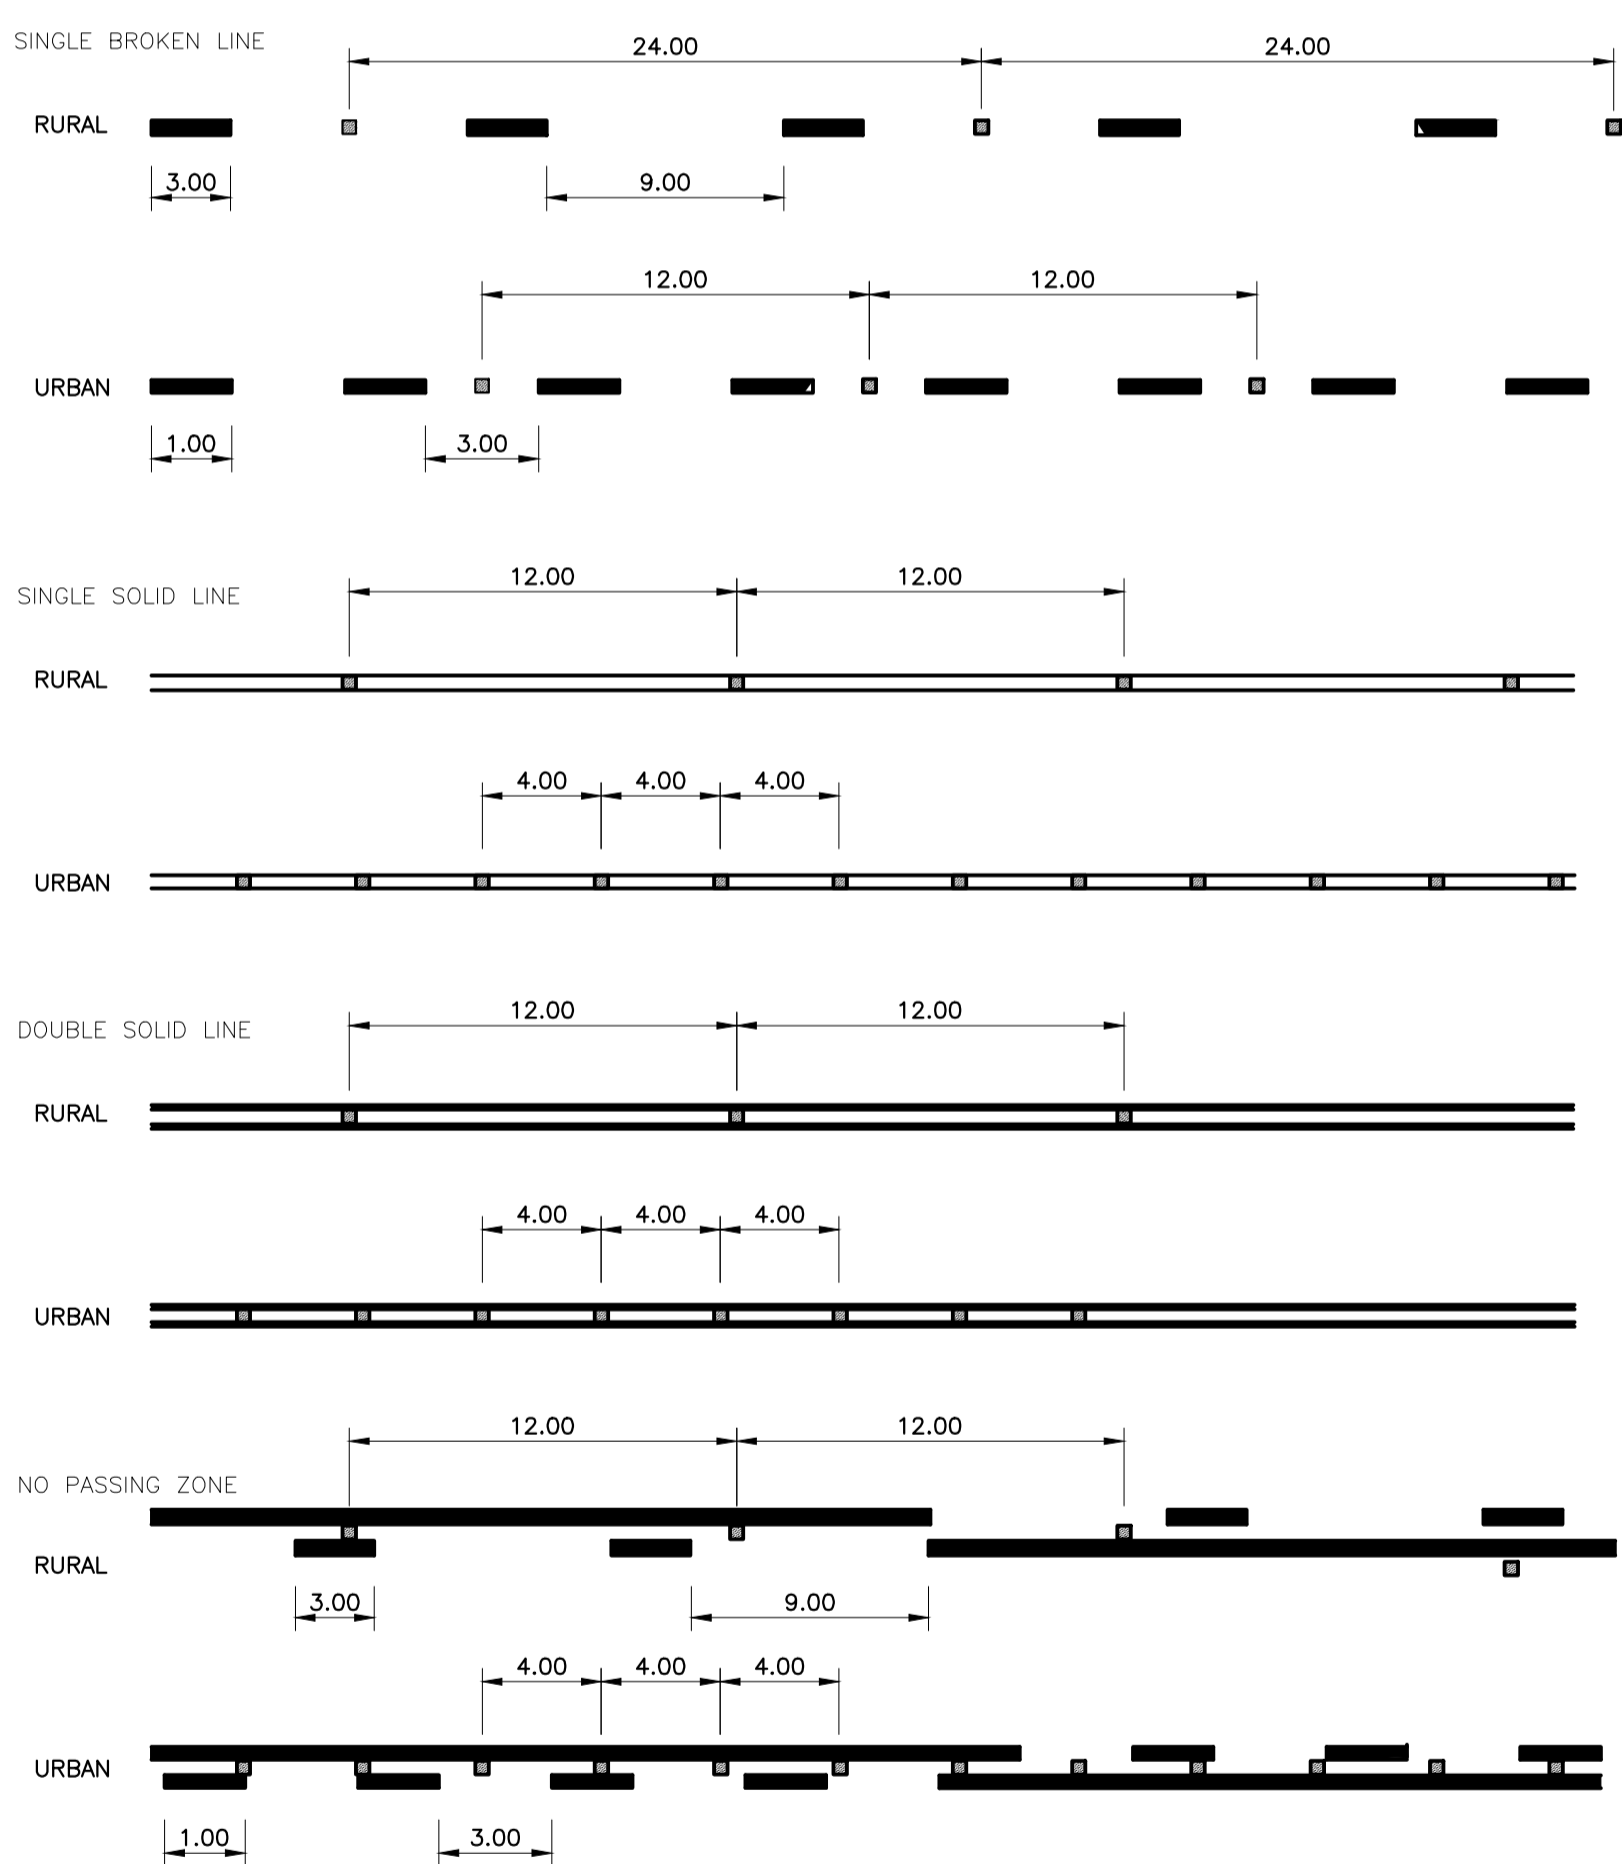 SINGLE BROKEN LINE
24.00 24.00
RURAL
3.00 9.00
12.00 12.00
URBAN
1.00 3.00
12.00 12.00
SINGLE SOLID LINE
RURAL
4.00 4.00 4.00
URBAN
12.00 12.00
DOUBLE SOLID LINE
RURAL
4.00 4.00 4.00
URBAN
12.00 12.00
NO PASSING ZONE
RURAL
3.00 9.00
4.00 4.00 4.00
URBAN
1.00 3.00